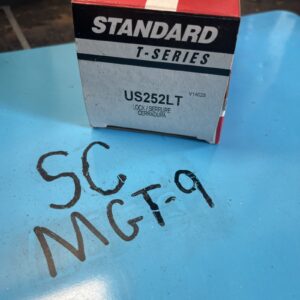 STANDARD
T-SERIES
US252LT
LOCK / SERRURE
CERRADURA
SC
MGT-9